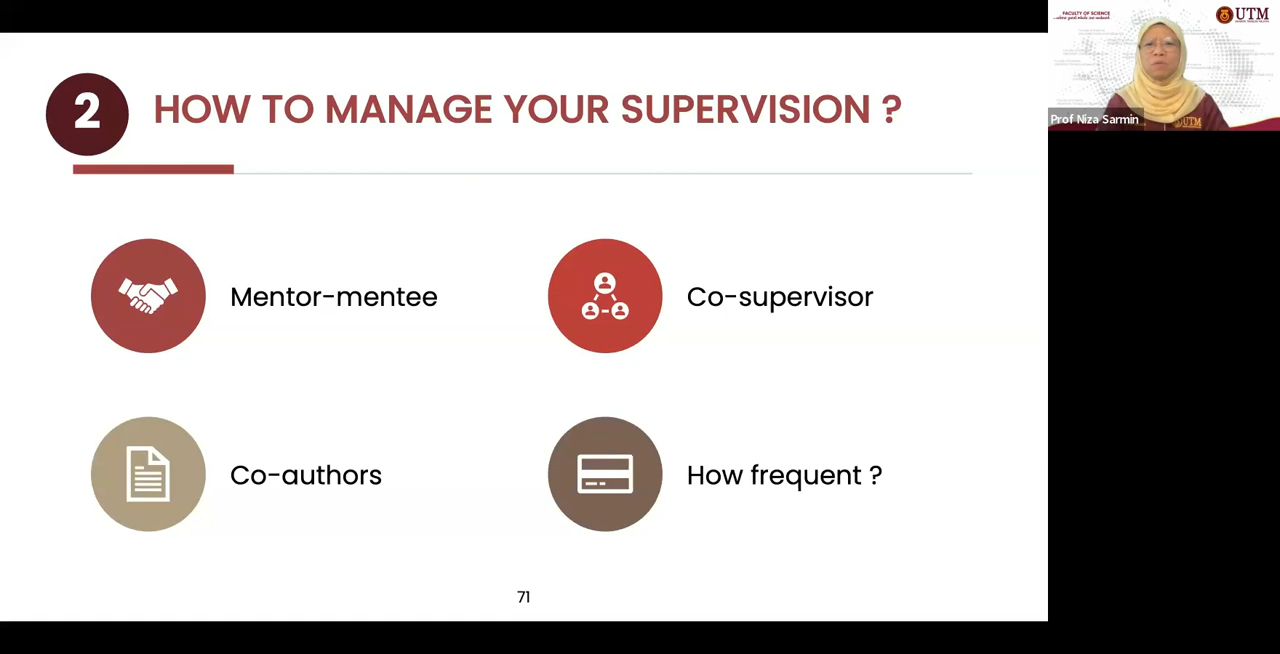 2
HOW TO MANAGE YOUR SUPERVISION ?
Mentor-mentee
Co-supervisor
Co-authors
How frequent ?
71
FACULTY OF SCIENCE
UTM
Prof Niza Sarmin
UTM